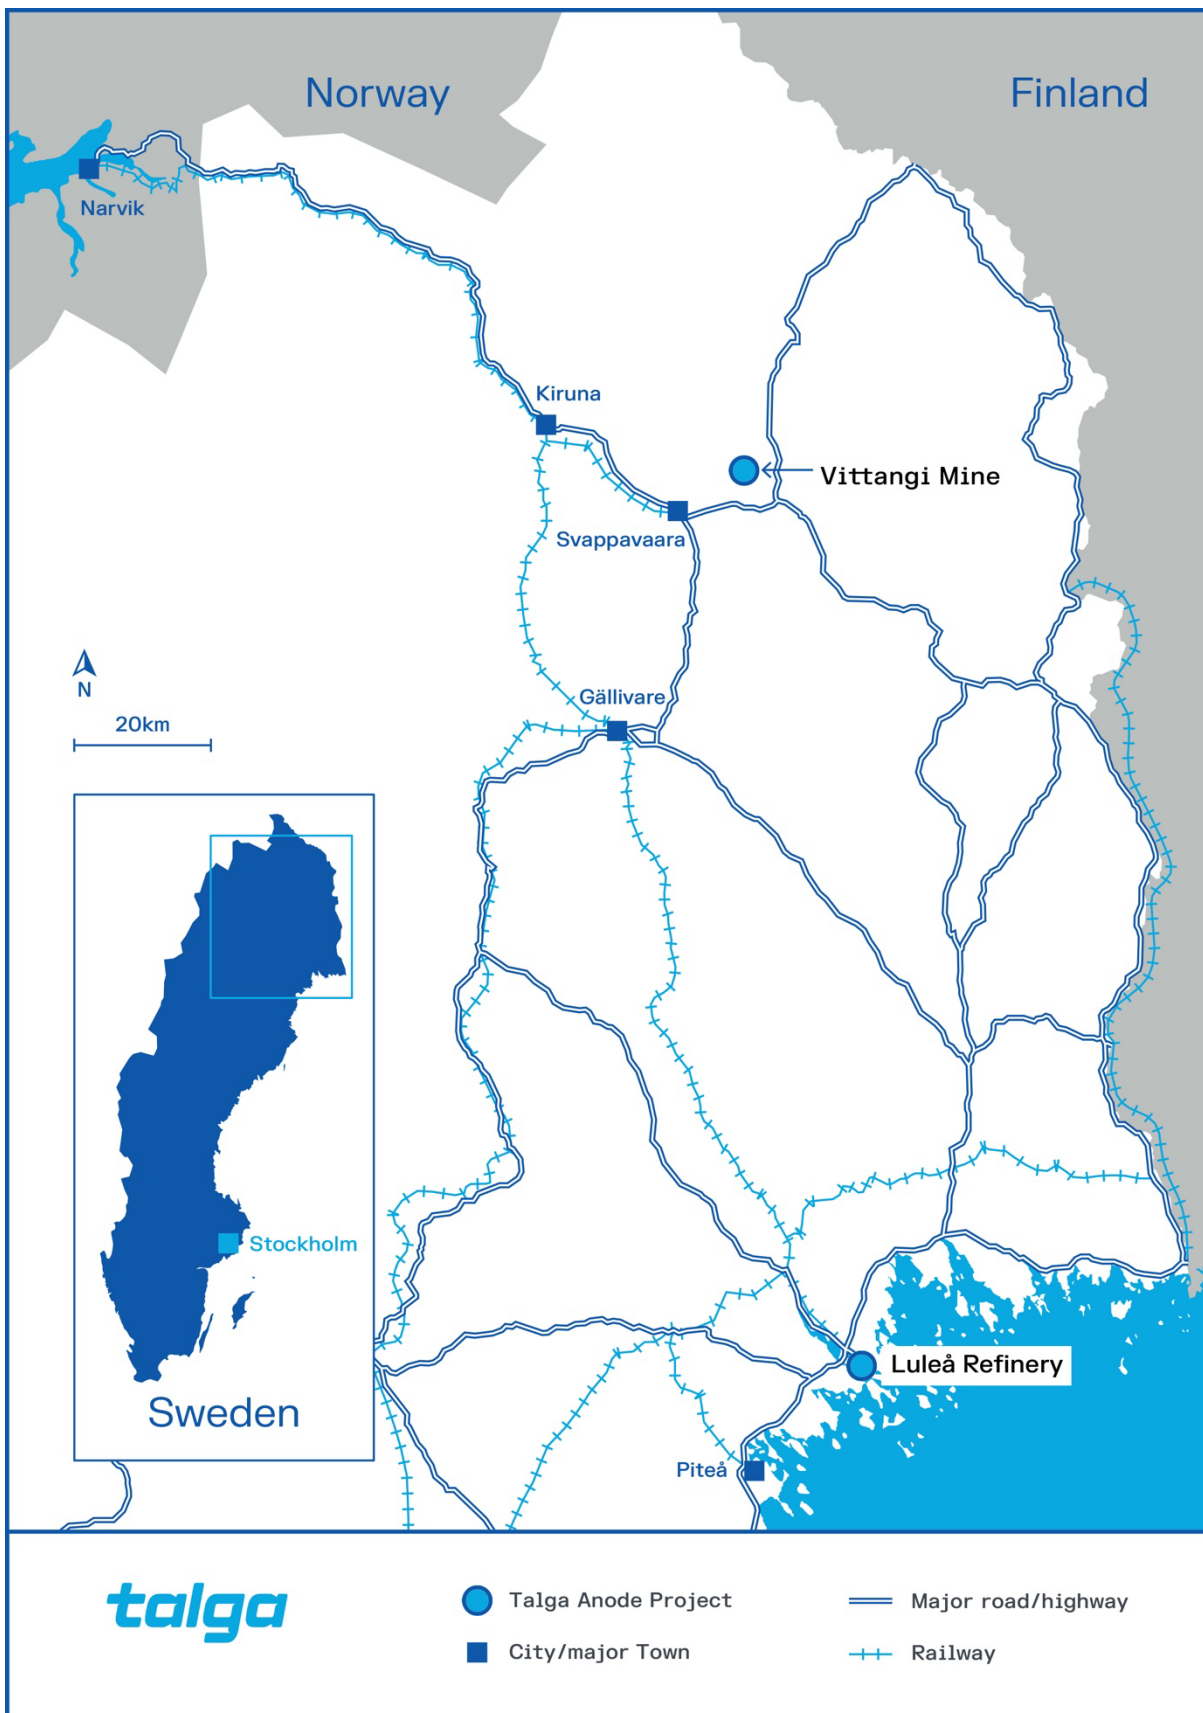 Norway
Finland
Narvik
Kiruna
Vittangi Mine
Svappavaara
N
Gällivare
20km
Stockholm
Luleå Refinery
Sweden
Piteå
talga
Talga Anode Project
Major road/highway
City/major Town
Railway